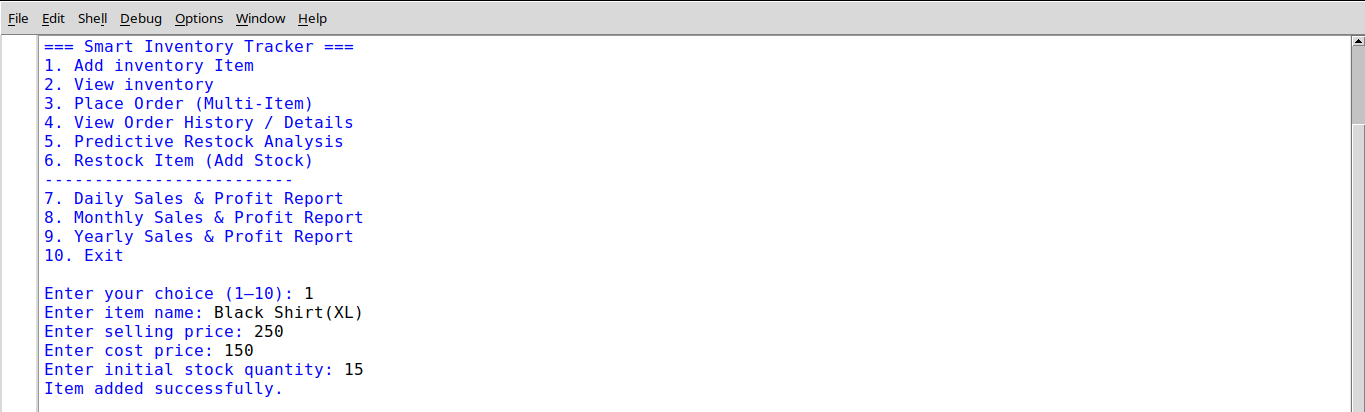 File Edit Shell Debug Options Window Help
=== Smart Inventory Tracker ===
1. Add inventory Item
2. View inventory
3. Place Order (Multi-Item)
4. View Order History / Details
5. Predictive Restock Analysis
6. Restock Item (Add Stock)
-------------------------
7. Daily Sales & Profit Report
8. Monthly Sales & Profit Report
9. Yearly Sales & Profit Report
10. Exit
Enter your choice (1–10): 1
Enter item name: Black Shirt(XL)
Enter selling price: 250
Enter cost price: 150
Enter initial stock quantity: 15
Item added successfully.